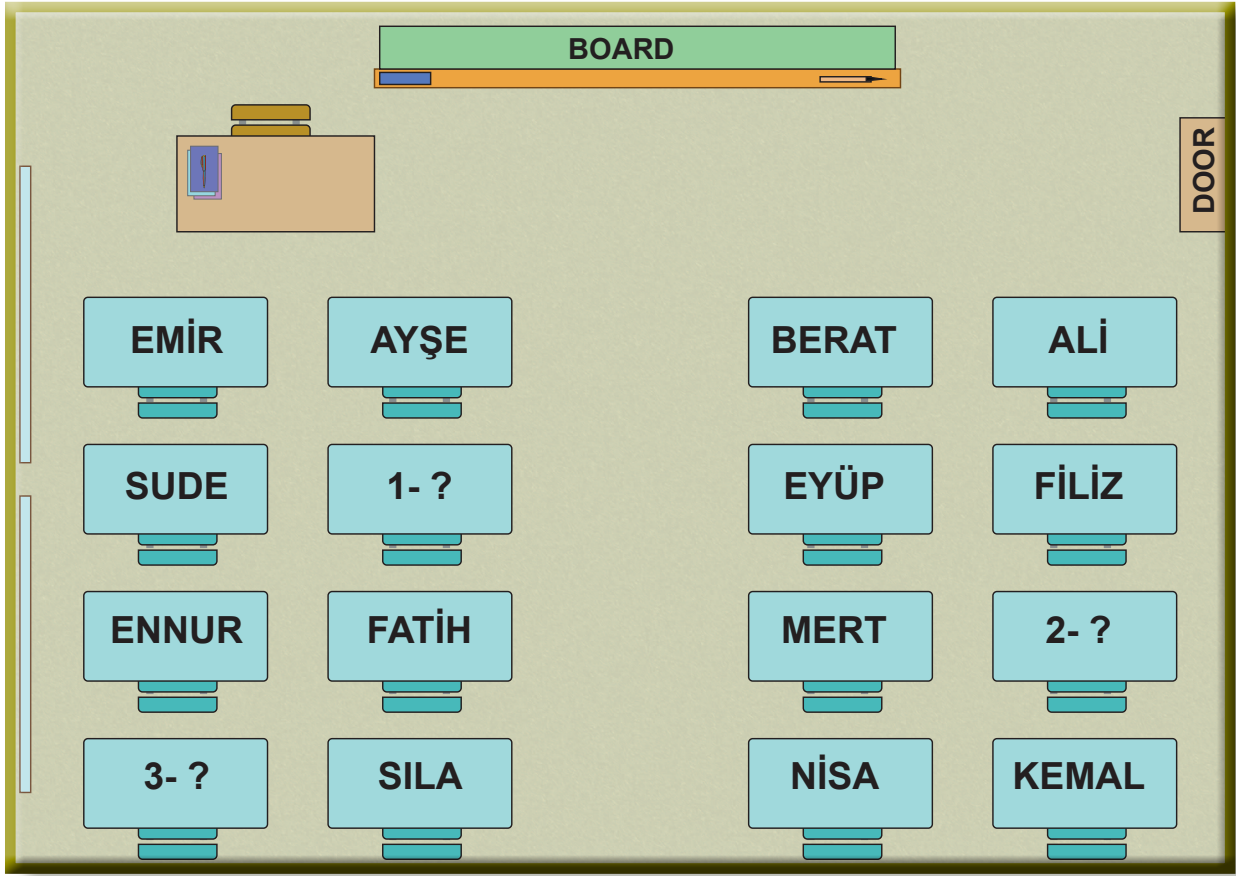 BOARD
DOOR
EMİR
AYŞE
BERAT
ALİ
SUDE
1- ?
EYÜP
FİLİZ
ENNUR
FATİH
MERT
2- ?
3- ?
SILA
NİSA
KEMAL